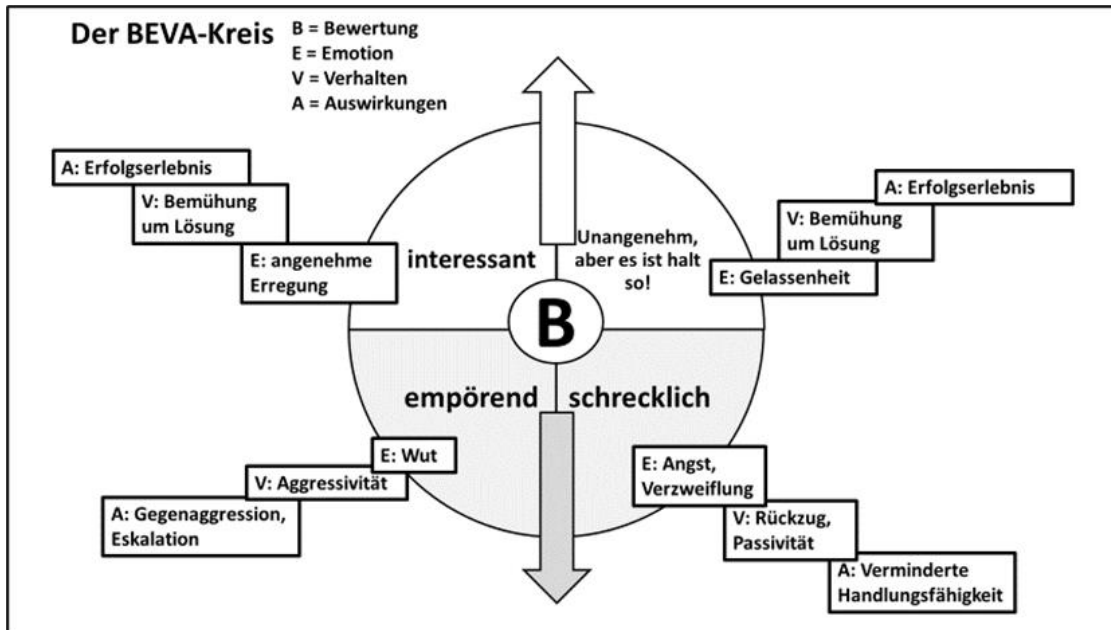 Der BEVA-Kreis
B = Bewertung
E = Emotion
V = Verhalten
A = Auswirkungen
A: Erfolgserlebnis
V: Bemühung
um Lösung
E: angenehme
Erregung
interessant
Unangenehm,
aber es ist halt
so!
A: Erfolgserlebnis
V: Bemühung
um Lösung
E: Gelassenheit
B
empörend
schrecklich
E: Wut
V: Aggressivität
A: Gegenaggression,
Eskalation
E: Angst,
Verzweiflung
V: Rückzug,
Passivität
A: Verminderte
Handlungsfähigkeit